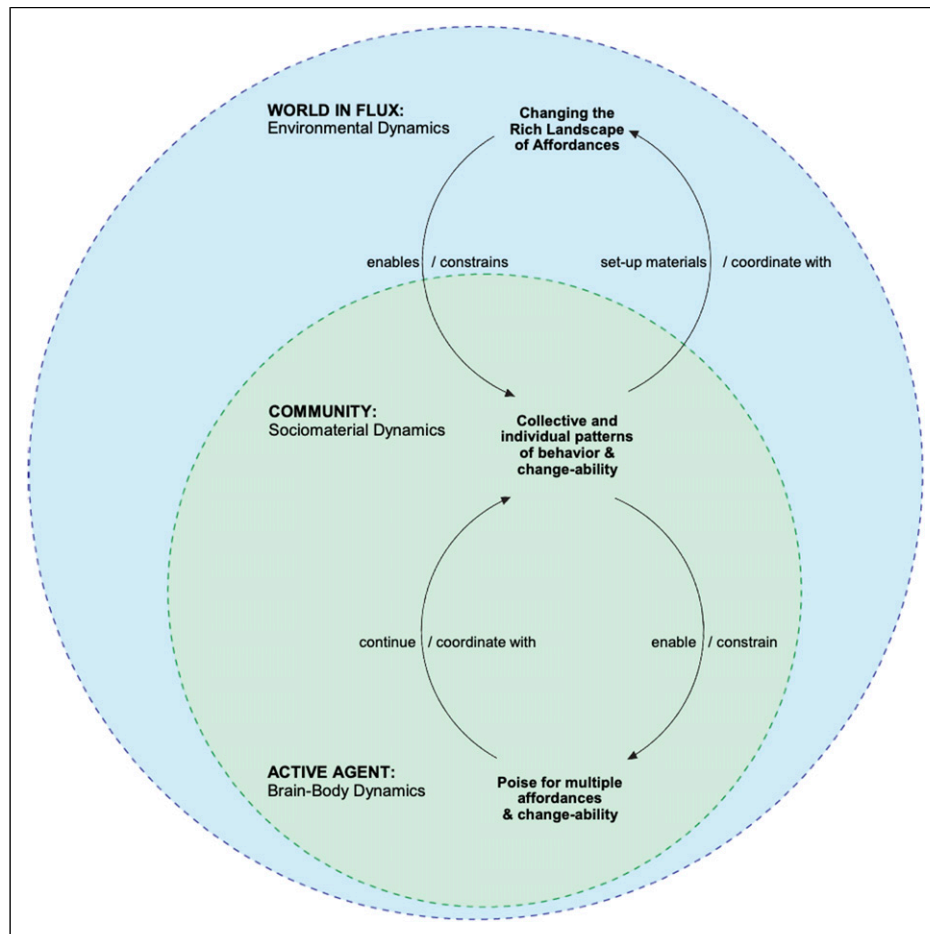 WORLD IN FLUX:
Environmental Dynamics
Changing the
Rich Landscape
of Affordances
enables / constrains
set-up materials / coordinate with
COMMUNITY:
Sociomaterial Dynamics
Collective and
individual patterns
of behavior &
change-ability
continue / coordinate with
enable / constrain
ACTIVE AGENT:
Brain-Body Dynamics
Poise for multiple
affordances
& change-ability